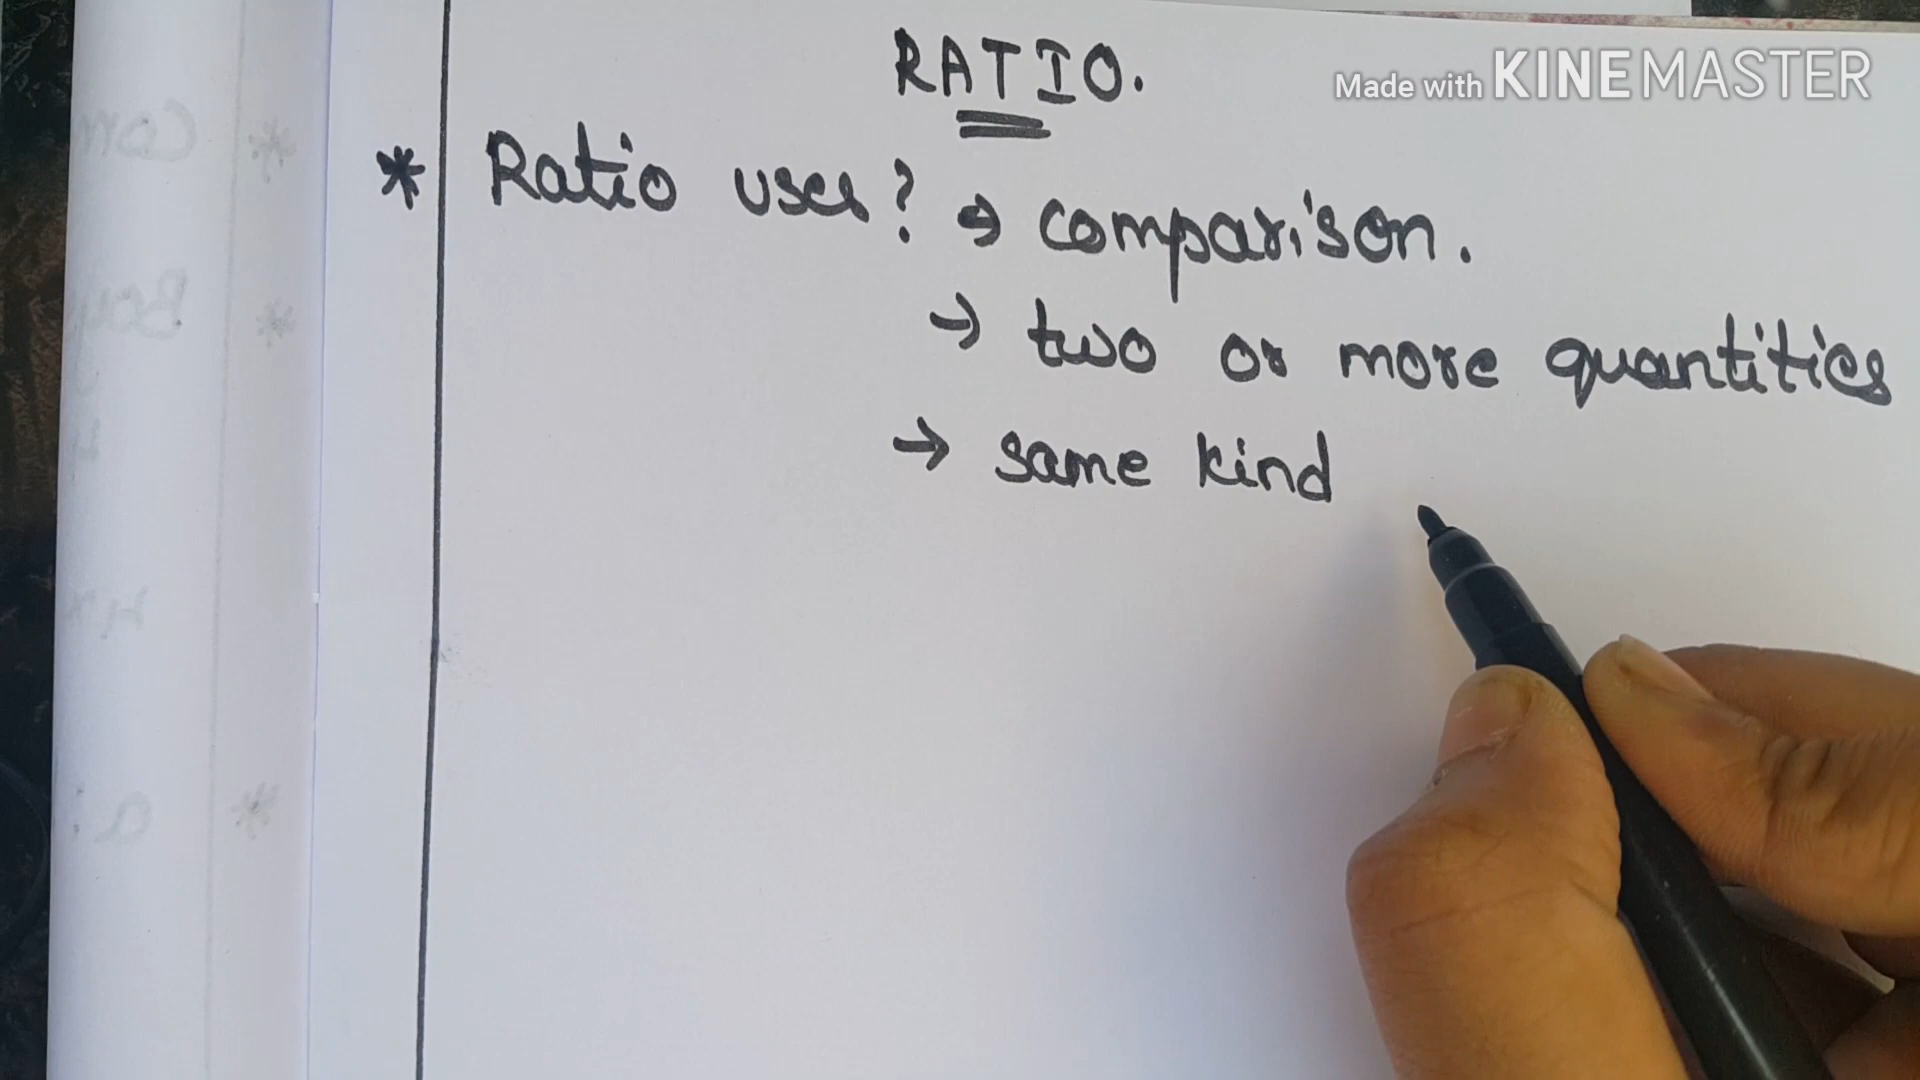 RATIO.
Made with KINEMASTER
* Ratio uses? → comparison.
→ two or more quantities
→ same kind